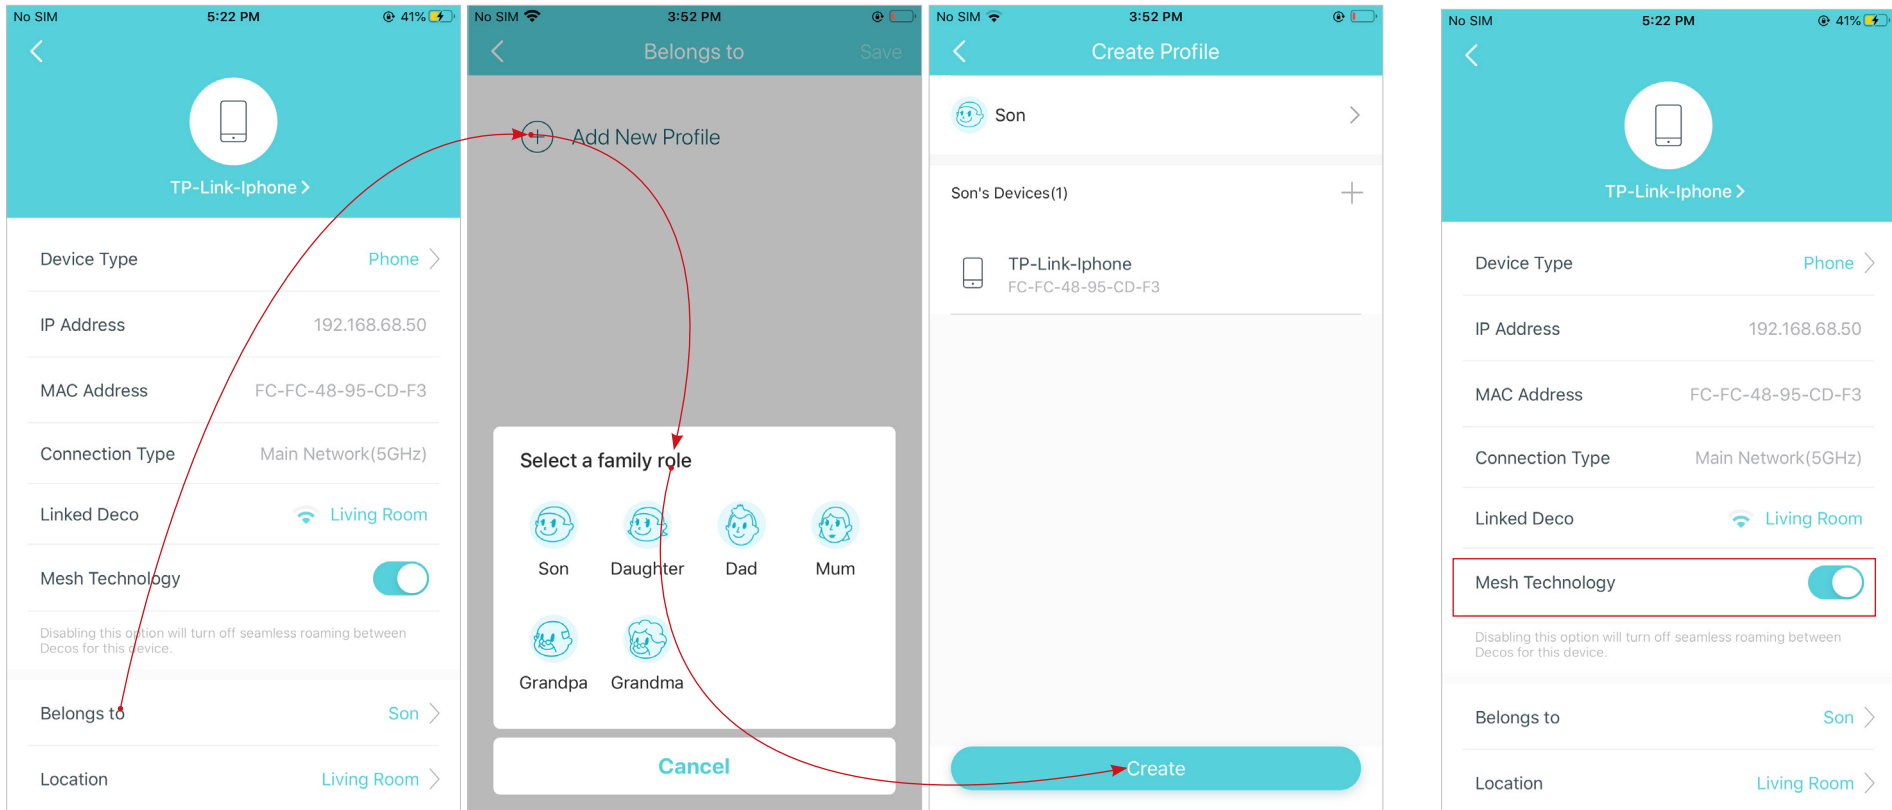 No SIM 5:22 PM 41%
TP-Link-Iphone
Device Type Phone
IP Address 192.168.68.50
MAC Address FC-FC-48-95-CD-F3
Connection Type Main Network(5GHz)
Linked Deco Living Room
Mesh Technology
Disabling this option will turn off seamless roaming between
Decos for this device.
Belongs to Son
Location Living Room
No SIM 3:52 PM
Belongs to Save
Add New Profile
Select a family role
Son Daughter Dad Mum
Grandpa Grandma
Cancel
No SIM 3:52 PM
Create Profile
Son
Son's Devices(1)
TP-Link-Iphone
FC-FC-48-95-CD-F3
Create
No SIM 5:22 PM 41%
TP-Link-Iphone
Device Type Phone
IP Address 192.168.68.50
MAC Address FC-FC-48-95-CD-F3
Connection Type Main Network(5GHz)
Linked Deco Living Room
Mesh Technology
Disabling this option will turn off seamless roaming between
Decos for this device.
Belongs to Son
Location Living Room